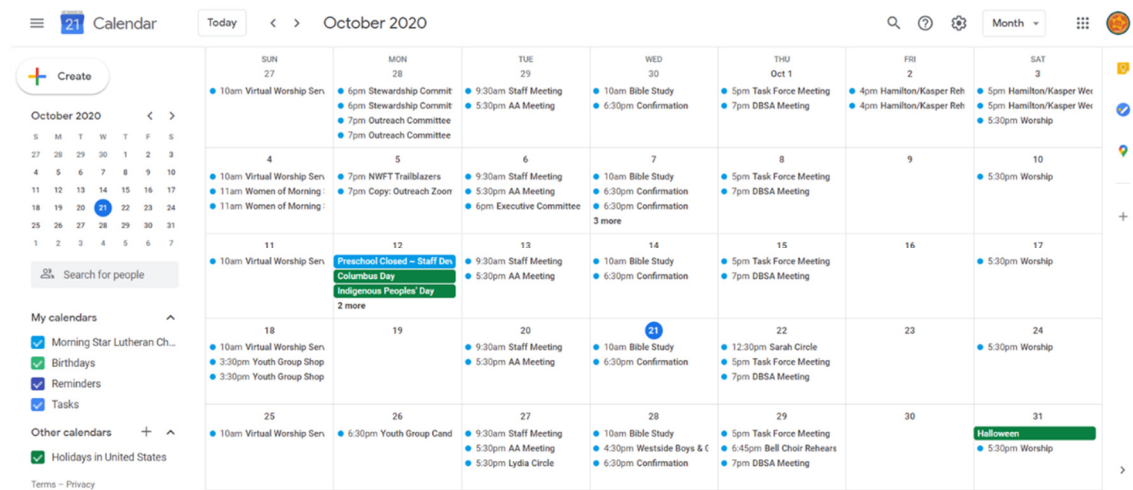 21 Calendar Today < > October 2020 Month
Create
October 2020 < >
S M T W T F S
27 28 29 30 1 2 3
4 5 6 7 8 9 10
11 12 13 14 15 16 17
18 19 20 21 22 23 24
25 26 27 28 29 30 31
1 2 3 4 5 6 7
Search for people
My calendars
Morning Star Lutheran Ch...
Birthdays
Reminders
Tasks
Other calendars
Holidays in United States
Terms – Privacy
SUN MON TUE WED THU FRI SAT
27 28 29 30 Oct 1 2 3
10am Virtual Worship Serv
6pm Stewardship Commit
6pm Stewardship Commit
7pm Outreach Committee
7pm Outreach Committee
9:30am Staff Meeting
5:30pm AA Meeting
10am Bible Study
6:30pm Confirmation
5pm Task Force Meeting
7pm DBSA Meeting
4pm Hamilton/Kasper Reh
4pm Hamilton/Kasper Reh
5pm Hamilton/Kasper Wed
5pm Hamilton/Kasper Wed
5:30pm Worship
4 5 6 7 8 9 10
10am Virtual Worship Serv
11am Women of Morning
11am Women of Morning
7pm NWFT Trailblazers
7pm Copy: Outreach Zoom
9:30am Staff Meeting
5:30pm AA Meeting
6pm Executive Committee
10am Bible Study
6:30pm Confirmation
6:30pm Confirmation
3 more
5pm Task Force Meeting
7pm DBSA Meeting
5:30pm Worship
11 12 13 14 15 16 17
10am Virtual Worship Serv
Preschool Closed ~ Staff Dev
Columbus Day
Indigenous Peoples' Day
2 more
9:30am Staff Meeting
5:30pm AA Meeting
10am Bible Study
6:30pm Confirmation
5pm Task Force Meeting
7pm DBSA Meeting
5:30pm Worship
18 19 20 21 22 23 24
10am Virtual Worship Serv
3:30pm Youth Group Shop
3:30pm Youth Group Shop
9:30am Staff Meeting
5:30pm AA Meeting
10am Bible Study
6:30pm Confirmation
12:30pm Sarah Circle
5pm Task Force Meeting
7pm DBSA Meeting
5:30pm Worship
25 26 27 28 29 30 31
10am Virtual Worship Serv
6:30pm Youth Group Cand
9:30am Staff Meeting
5:30pm AA Meeting
5:30pm Lydia Circle
10am Bible Study
4:30pm Westside Boys & G
6:30pm Confirmation
5pm Task Force Meeting
6:45pm Bell Choir Rehears
7pm DBSA Meeting
Halloween
5:30pm Worship